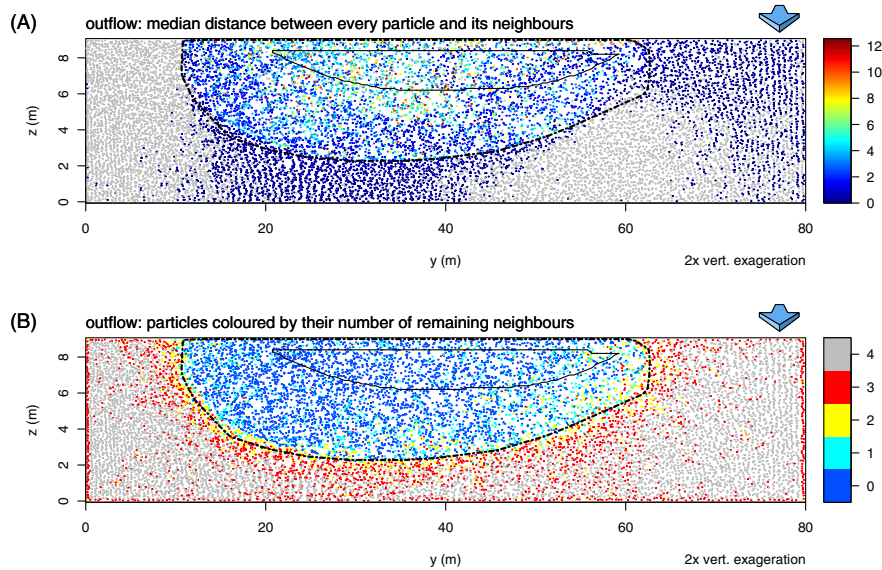 (A)
outflow: median distance between every particle and its neighbours
8
6
4
2
0
z (m)
0 20 40 60 80
y (m)
2x vert. exageration
12
10
8
6
4
2
0
(B)
outflow: particles coloured by their number of remaining neighbours
8
6
4
2
0
z (m)
0 20 40 60 80
y (m)
2x vert. exageration
4
3
2
1
0